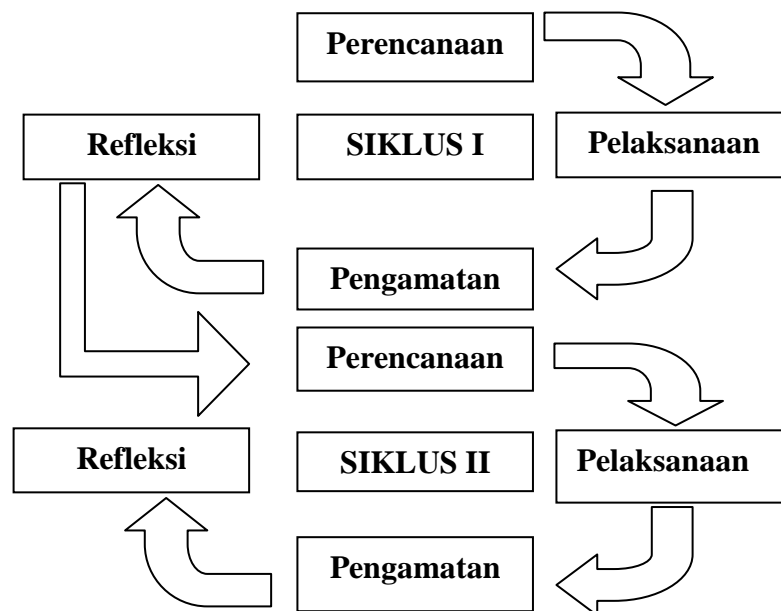 Perencanaan
Refleksi
SIKLUS I
Pelaksanaan
Pengamatan
Perencanaan
Refleksi
SIKLUS II
Pelaksanaan
Pengamatan